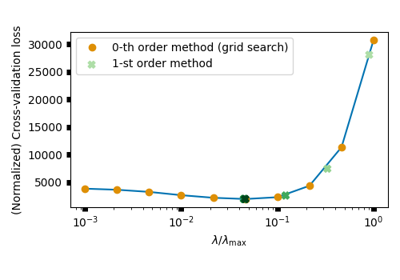 (Normalized) Cross-validation loss
30000
25000
20000
15000
10000
5000
0-th order method (grid search)
1-st order method
10⁻³
10⁻²
10⁻¹
10⁰
λ/λmax